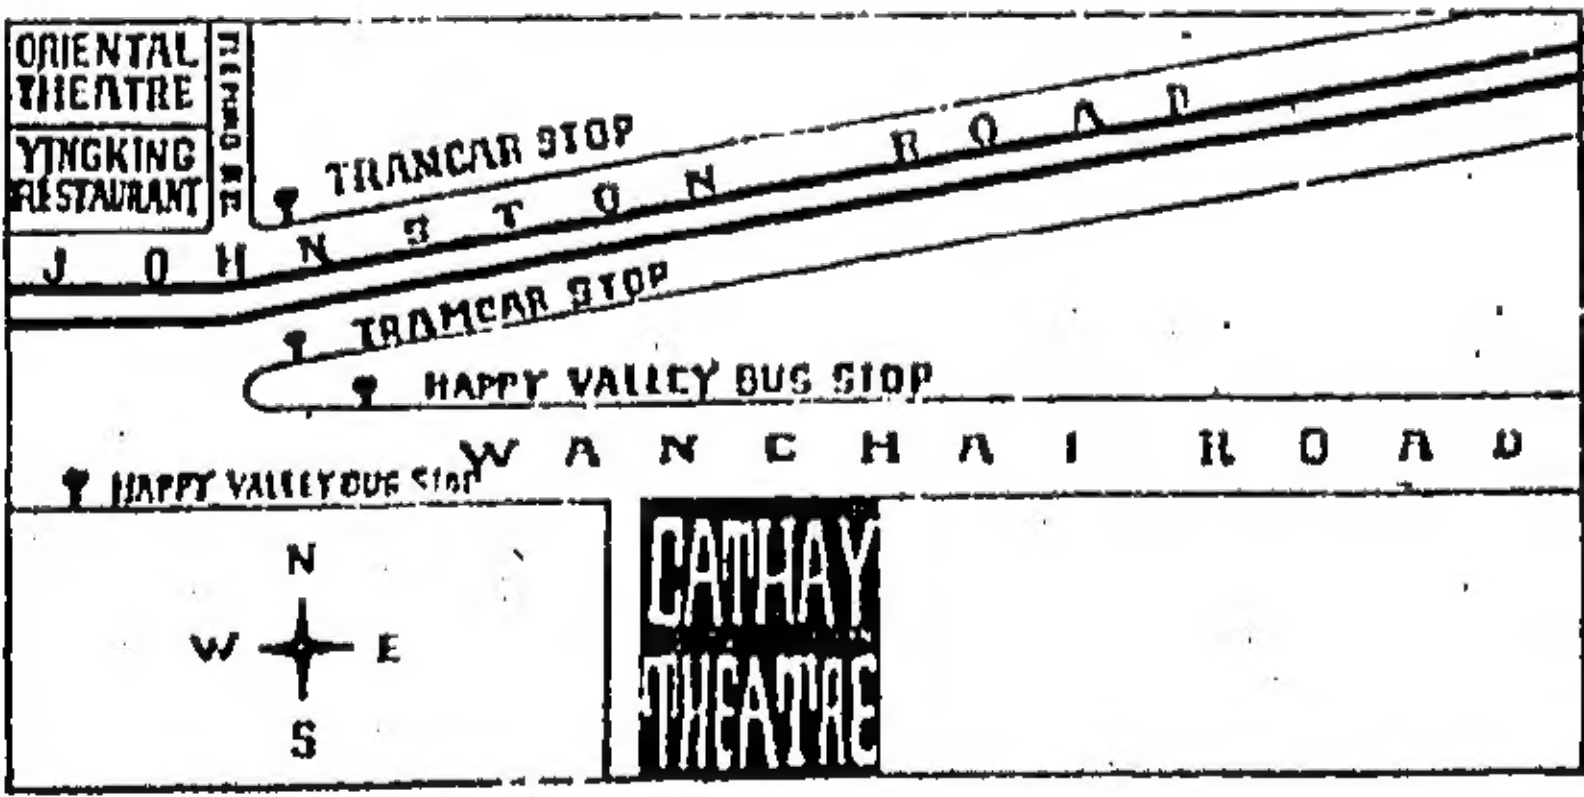 ORIENTAL
THEATRE
YINGKING
RESTAURANT
TRAMCAR STOP
JOHNSTON ROAD
TRAMCAR STOP
HAPPY VALLEY BUS STOP
WANCHAI ROAD
HAPPY VALLEY BUS STOP
N
W E
S
CATHAY
THEATRE